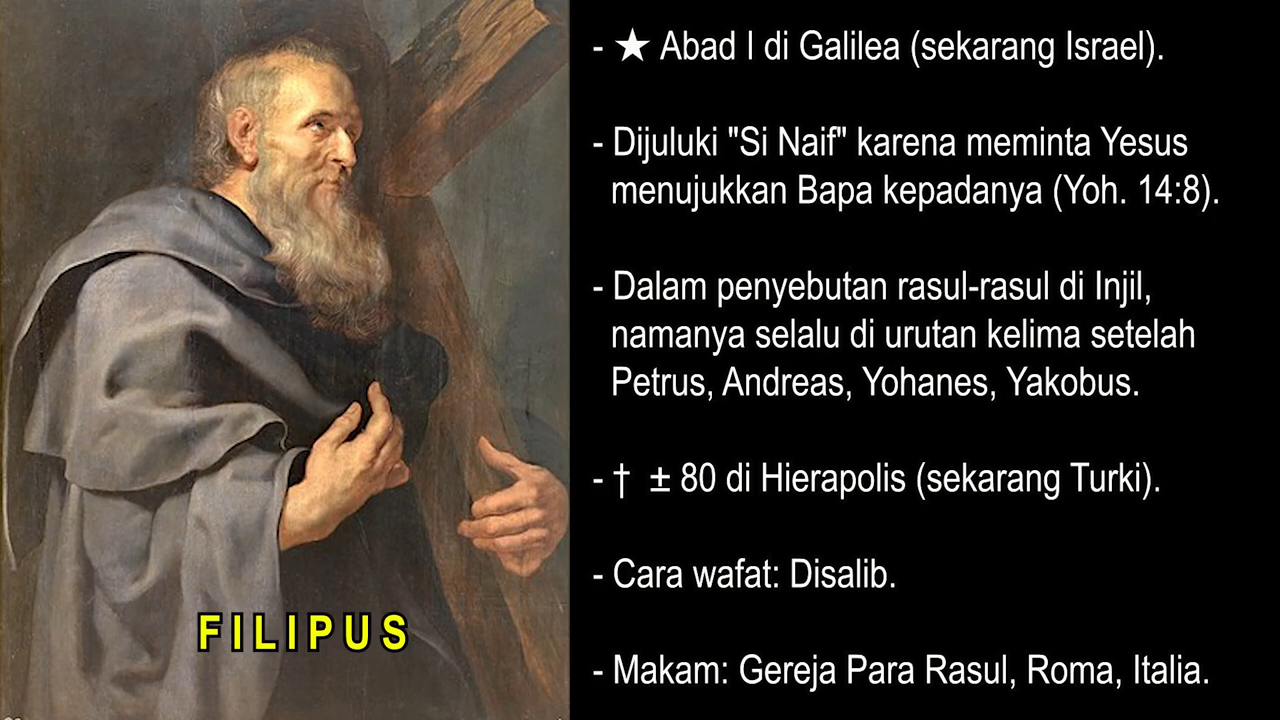 - ★ Abad I di Galilea (sekarang Israel).
- Dijuluki "Si Naif" karena meminta Yesus
menujukkan Bapa kepadanya (Yoh. 14:8).
- Dalam penyebutan rasul-rasul di Injil,
namanya selalu di urutan kelima setelah
Petrus, Andreas, Yohanes, Yakobus.
- † ± 80 di Hierapolis (sekarang Turki).
- Cara wafat: Disalib.
- Makam: Gereja Para Rasul, Roma, Italia.
FILIPUS